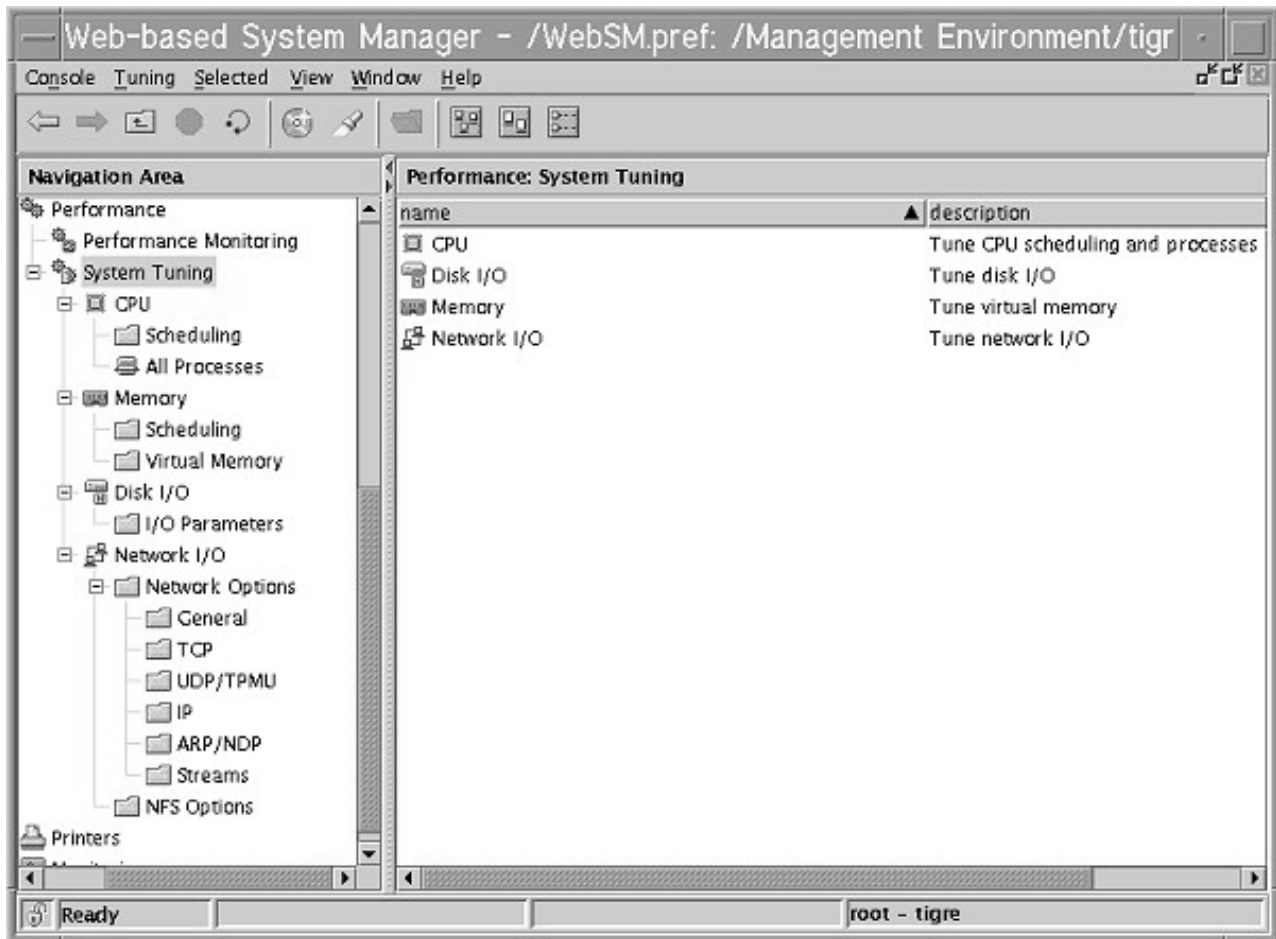 Web-based System Manager - /WebSM.pref: /Management Environment/tigr
Console Tuning Selected View Window Help
Navigation Area
Performance
Performance Monitoring
System Tuning
CPU
Scheduling
All Processes
Memory
Scheduling
Virtual Memory
Disk I/O
I/O Parameters
Network I/O
Network Options
General
TCP
UDP/TPMU
IP
ARP/NDP
Streams
NFS Options
Printers
Performance: System Tuning
name description
CPU Tune CPU scheduling and processes
Disk I/O Tune disk I/O
Memory Tune virtual memory
Network I/O Tune network I/O
Ready root - tigre